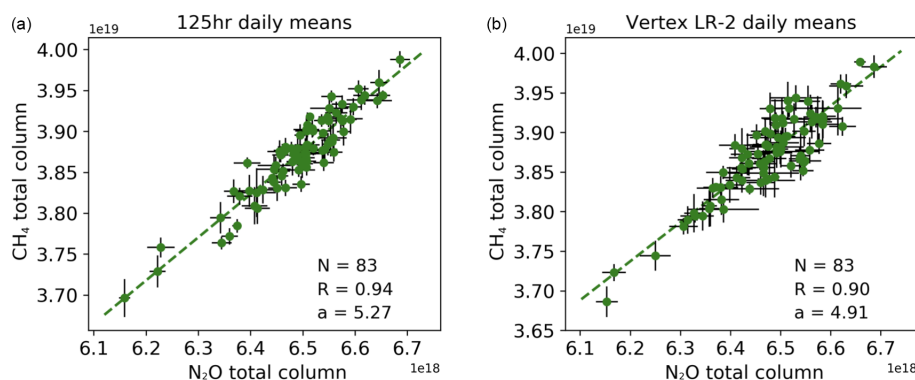 (a)
125hr daily means
1e19
4.00
3.95
3.90
3.85
3.80
3.75
3.70
CH₄ total column
N = 83
R = 0.94
a = 5.27
6.1 6.2 6.3 6.4 6.5 6.6 6.7
N₂O total column
1e18
(b)
Vertex LR-2 daily means
1e19
4.00
3.95
3.90
3.85
3.80
3.75
3.70
3.65
CH₄ total column
N = 83
R = 0.90
a = 4.91
6.1 6.2 6.3 6.4 6.5 6.6 6.7
N₂O total column
1e18